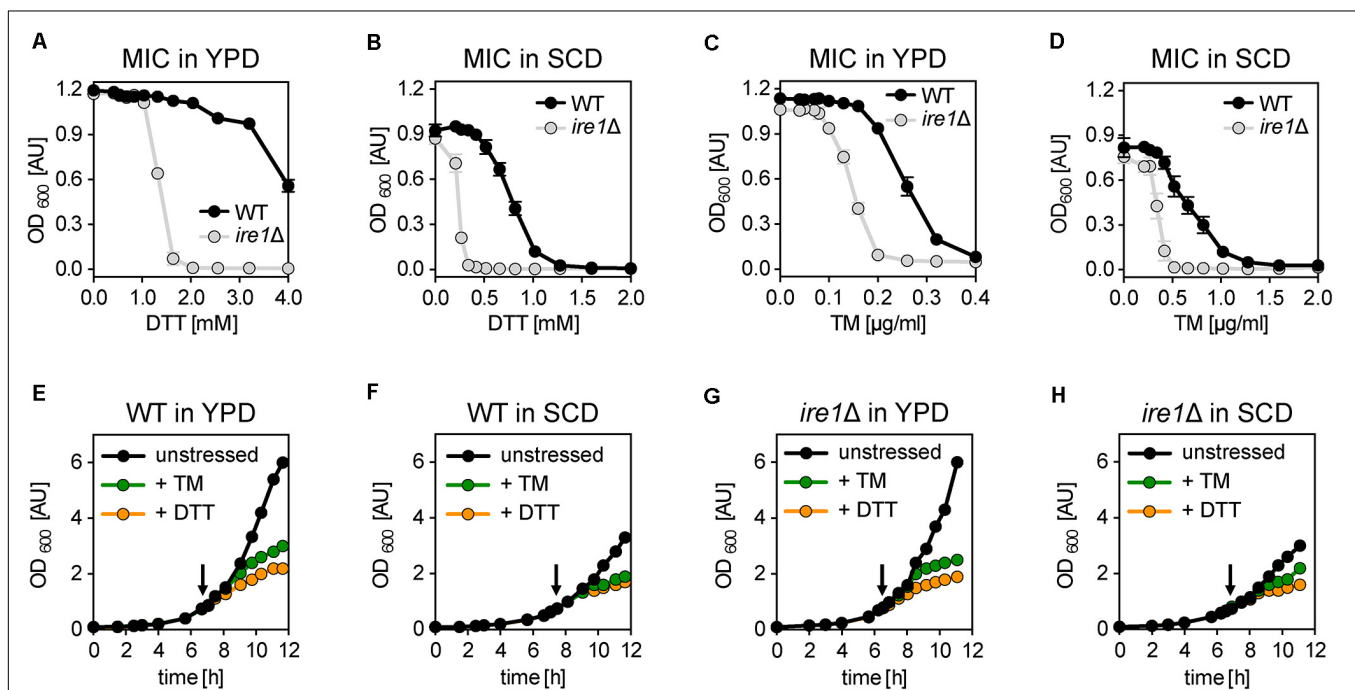 A
MIC in YPD
OD 600 [AU]
1.2
0.9
0.6
0.3
0.0
WT
ire1Δ
0.0 1.0 2.0 3.0 4.0
DTT [mM]
B
MIC in SCD
OD 600 [AU]
1.2
0.9
0.6
0.3
0.0
WT
ire1Δ
0.0 0.5 1.0 1.5 2.0
DTT [mM]
C
MIC in YPD
OD600 [AU]
1.2
0.9
0.6
0.3
0.0
WT
ire1Δ
0.0 0.1 0.2 0.3 0.4
TM [µg/ml]
D
MIC in SCD
OD 600 [AU]
1.2
0.9
0.6
0.3
0.0
WT
ire1Δ
0.0 0.5 1.0 1.5 2.0
TM [µg/ml]
E
WT in YPD
OD 600 [AU]
6
4
2
0
unstressed
+ TM
+ DTT
0 2 4 6 8 10 12
time [h]
F
WT in SCD
OD 600 [AU]
6
4
2
0
unstressed
+ TM
+ DTT
0 2 4 6 8 10 12
time [h]
G
ire1Δ in YPD
OD 600 [AU]
6
4
2
0
unstressed
+ TM
+ DTT
0 2 4 6 8 10 12
time [h]
H
ire1Δ in SCD
OD 600 [AU]
6
4
2
0
unstressed
+ TM
+ DTT
0 2 4 6 8 10 12
time [h]